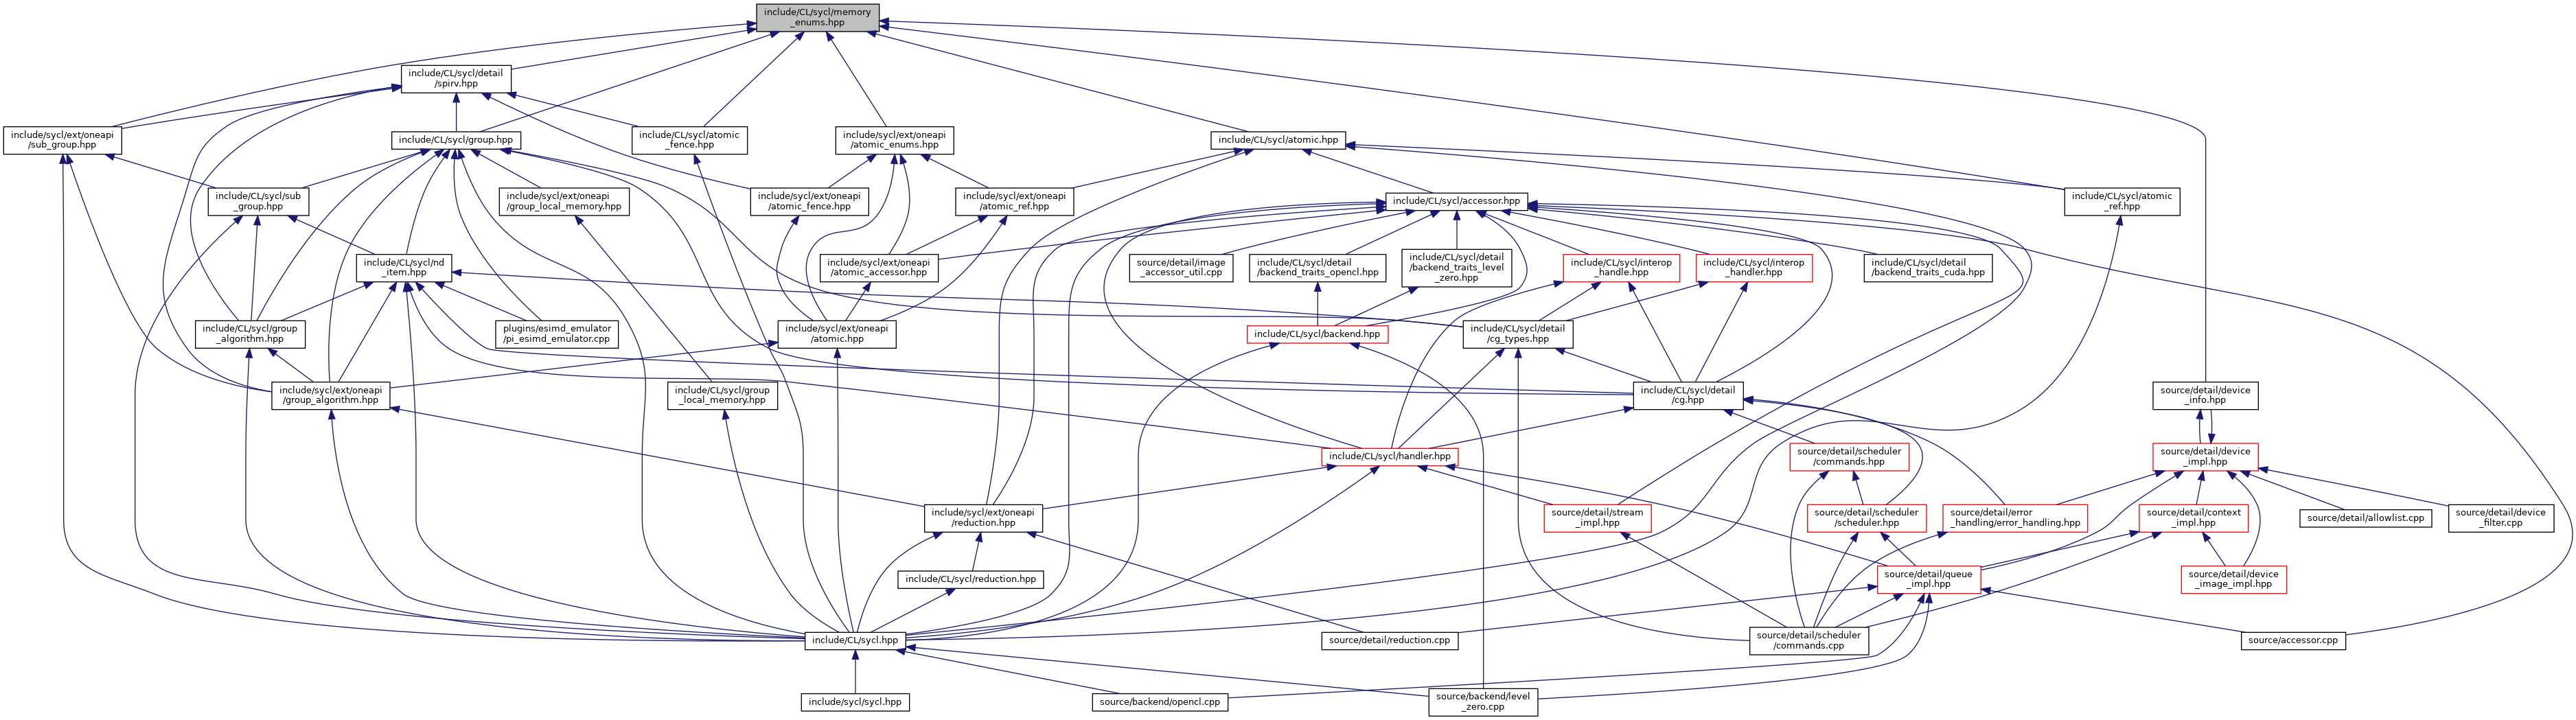 include/CL/sycl/memory
_enums.hpp
include/CL/sycl/detail
/spirv.hpp
include/sycl/ext/oneapi
/sub_group.hpp
include/CL/sycl/group.hpp
include/CL/sycl/atomic
_fence.hpp
include/sycl/ext/oneapi
/atomic_enums.hpp
include/CL/sycl/atomic.hpp
include/CL/sycl/sub
_group.hpp
include/sycl/ext/oneapi
/group_local_memory.hpp
include/sycl/ext/oneapi
/atomic_fence.hpp
include/sycl/ext/oneapi
/atomic_ref.hpp
include/CL/sycl/accessor.hpp
include/CL/sycl/atomic
_ref.hpp
include/CL/sycl/nd
_item.hpp
include/sycl/ext/oneapi
/atomic_accessor.hpp
source/detail/image
_accessor_util.cpp
include/CL/sycl/detail
/backend_traits_opencl.hpp
include/CL/sycl/detail
/backend_traits_level
_zero.hpp
include/CL/sycl/interop
_handle.hpp
include/CL/sycl/interop
_handler.hpp
include/CL/sycl/detail
/backend_traits_cuda.hpp
include/CL/sycl/group
_algorithm.hpp
plugins/esimd_emulator
/pi_esimd_emulator.cpp
include/sycl/ext/oneapi
/atomic.hpp
include/CL/sycl/backend.hpp
include/CL/sycl/detail
/cg_types.hpp
include/sycl/ext/oneapi
/group_algorithm.hpp
include/CL/sycl/group
_local_memory.hpp
include/CL/sycl/detail
/cg.hpp
source/detail/device
_info.hpp
include/CL/sycl/handler.hpp
source/detail/scheduler
/commands.hpp
source/detail/device
_impl.hpp
include/sycl/ext/oneapi
/reduction.hpp
source/detail/stream
_impl.hpp
source/detail/scheduler
/scheduler.hpp
source/detail/error
_handling/error_handling.hpp
source/detail/context
_impl.hpp
source/detail/allowlist.cpp
source/detail/device
_filter.cpp
include/CL/sycl/reduction.hpp
source/detail/queue
_impl.hpp
source/detail/device
_image_impl.hpp
include/CL/sycl.hpp
source/detail/reduction.cpp
source/detail/scheduler
/commands.cpp
source/accessor.cpp
include/sycl/sycl.hpp
source/backend/opencl.cpp
source/backend/level
_zero.cpp